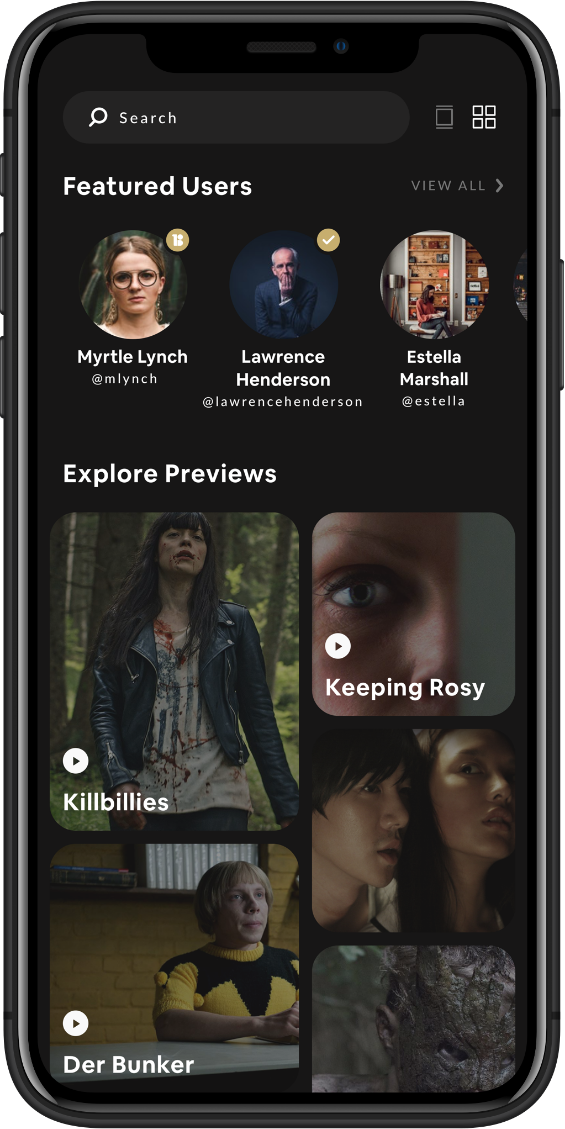 Search
Featured Users
VIEW ALL
Myrtle Lynch
@mlynch
Lawrence
Henderson
@lawrencehenderson
Estella
Marshall
@estella
Explore Previews
Killbillies
Keeping Rosy
Der Bunker